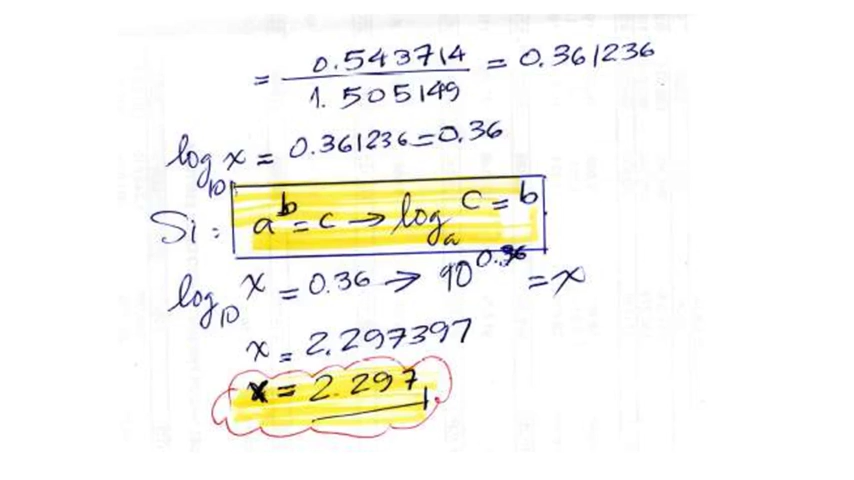 = 0.543714 / 1.505149 = 0.361236
log₁₀ x = 0.361236 = 0.36
Si: a^b = c → log_a c = b
log₁₀ x = 0.36 → 10^0.36 = x
x = 2.297397
x = 2.297